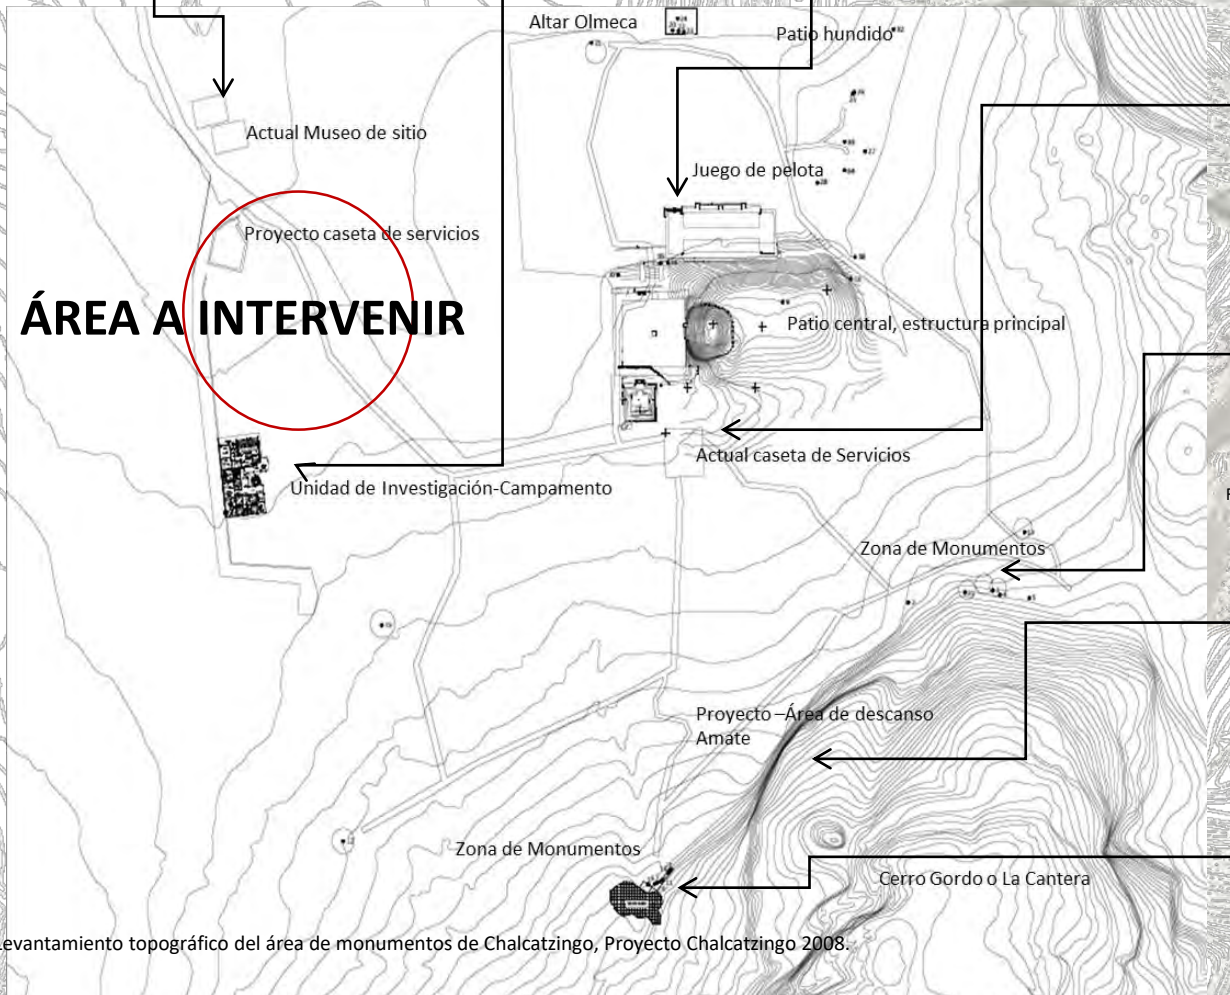 Altar Olmeca
Patio hundido
Actual Museo de sitio
Juego de pelota
Proyecto caseta de servicios
ÁREA A INTERVENIR
Patio central, estructura principal
Actual caseta de Servicios
Unidad de Investigación-Campamento
Zona de Monumentos
Proyecto –Área de descanso
Amate
Zona de Monumentos
Cerro Gordo o La Cantera
Levantamiento topográfico del área de monumentos de Chalcatzingo, Proyecto Chalcatzingo 2008.